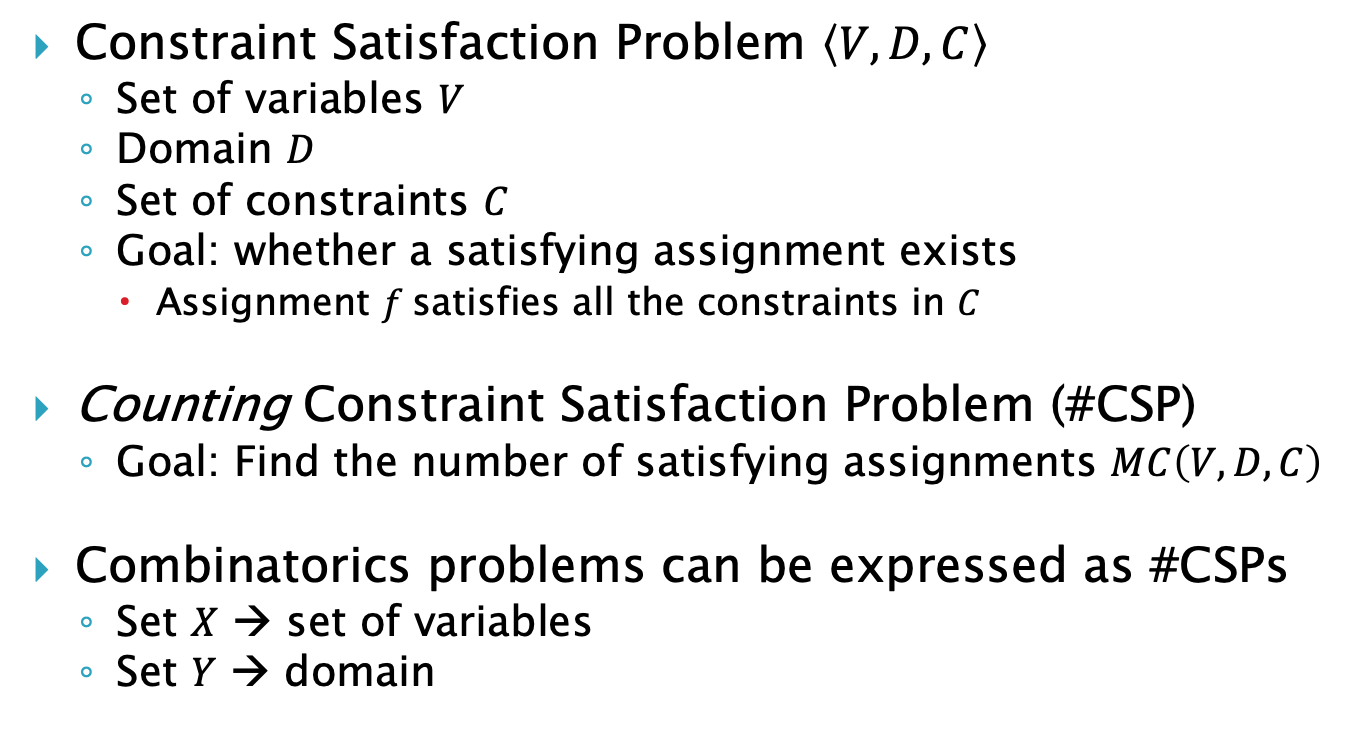 Constraint Satisfaction Problem ⟨V, D, C⟩
Set of variables V
Domain D
Set of constraints C
Goal: whether a satisfying assignment exists
Assignment f satisfies all the constraints in C
Counting Constraint Satisfaction Problem (#CSP)
Goal: Find the number of satisfying assignments MC(V, D, C)
Combinatorics problems can be expressed as #CSPs
Set X → set of variables
Set Y → domain